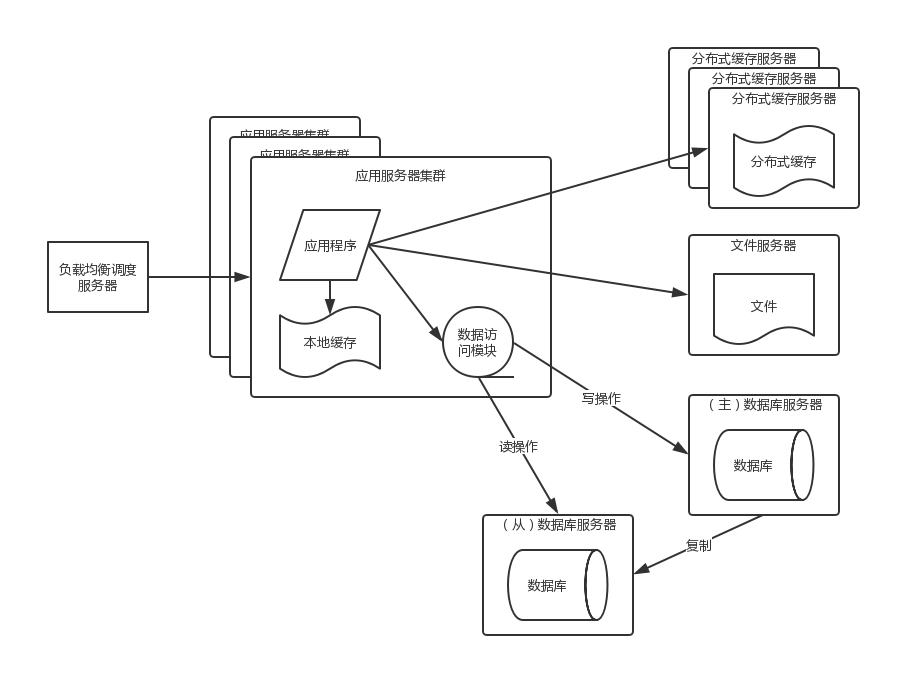 分布式缓存服务器
分布式缓存服务器
分布式缓存服务器
分布式缓存
应用服务器集群
应用服务器集群
应用服务器集群
应用程序
本地缓存
数据访
问模块
负载均衡调度
服务器
文件服务器
文件
写操作
读操作
（主）数据库服务器
数据库
复制
（从）数据库服务器
数据库